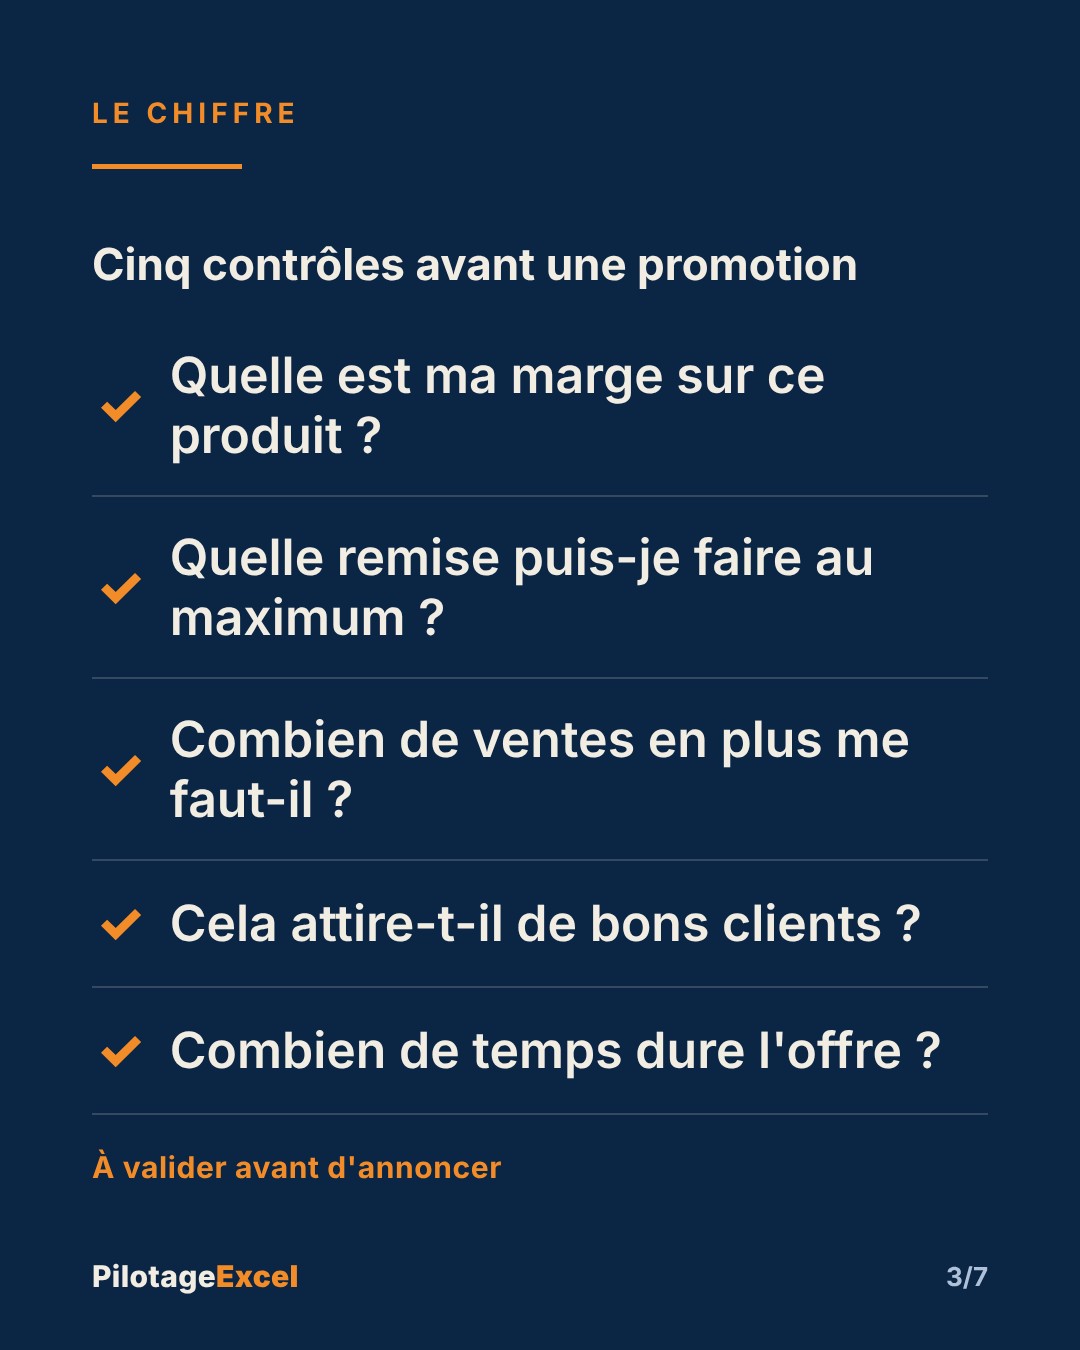 LE CHIFFRE
Cinq contrôles avant une promotion
Quelle est ma marge sur ce
produit ?
Quelle remise puis-je faire au
maximum ?
Combien de ventes en plus me
faut-il ?
Cela attire-t-il de bons clients ?
Combien de temps dure l'offre ?
À valider avant d'annoncer
PilotageExcel
3/7